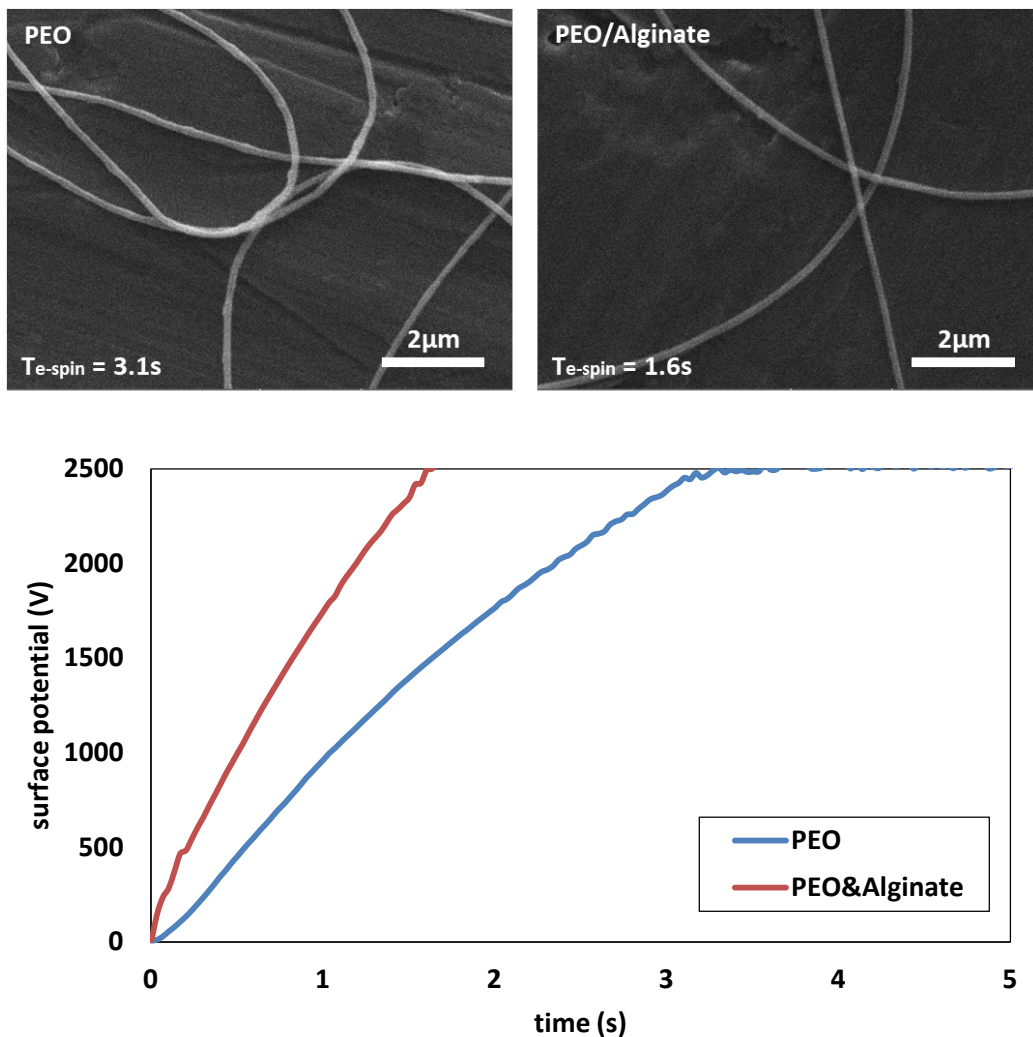 PEO
PEO/Alginate
2μm
2μm
Te-spin = 3.1s
Te-spin = 1.6s
2500
2000
1500
1000
500
0
surface potential (V)
PEO
PEO&Alginate
0 1 2 3 4 5
time (s)